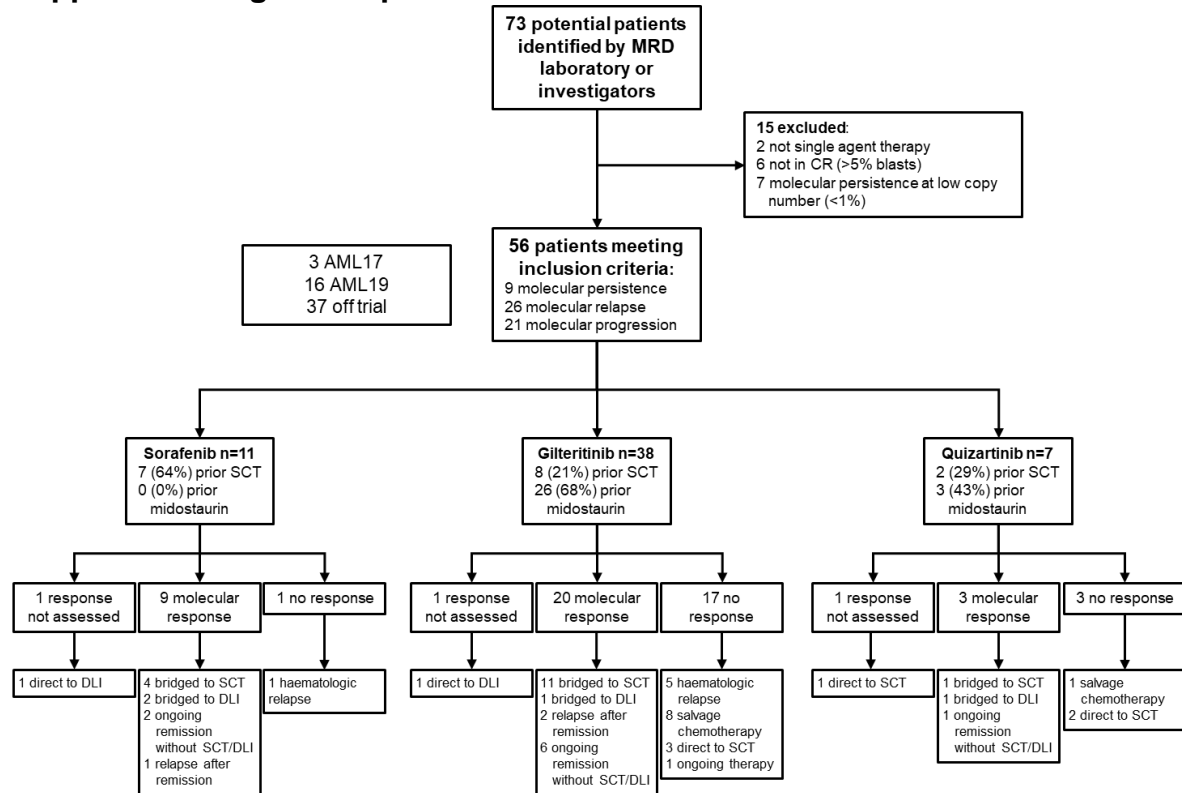 73 potential patients
identified by MRD
laboratory or
investigators
15 excluded:
2 not single agent therapy
6 not in CR (>5% blasts)
7 molecular persistence at low copy
number (<1%)
3 AML17
16 AML19
37 off trial
56 patients meeting
inclusion criteria:
9 molecular persistence
26 molecular relapse
21 molecular progression
Sorafenib n=11
7 (64%) prior SCT
0 (0%) prior
midostaurin
Gilteritinib n=38
8 (21%) prior SCT
26 (68%) prior
midostaurin
Quizartinib n=7
2 (29%) prior SCT
3 (43%) prior
midostaurin
1 response
not assessed
9 molecular
response
1 no response
1 response
not assessed
20 molecular
response
17 no
response
1 response
not assessed
3 molecular
response
3 no response
1 direct to DLI
4 bridged to SCT
2 bridged to DLI
2 ongoing
remission
without SCT/DLI
1 relapse after
remission
1 haematologic
relapse
1 direct to DLI
11 bridged to SCT
1 bridged to DLI
2 relapse after
remission
6 ongoing
remission
without SCT/DLI
5 haematologic
relapse
8 salvage
chemotherapy
3 direct to SCT
1 ongoing therapy
1 direct to SCT
1 bridged to SCT
1 bridged to DLI
1 ongoing
remission
without SCT/DLI
1 salvage
chemotherapy
2 direct to SCT